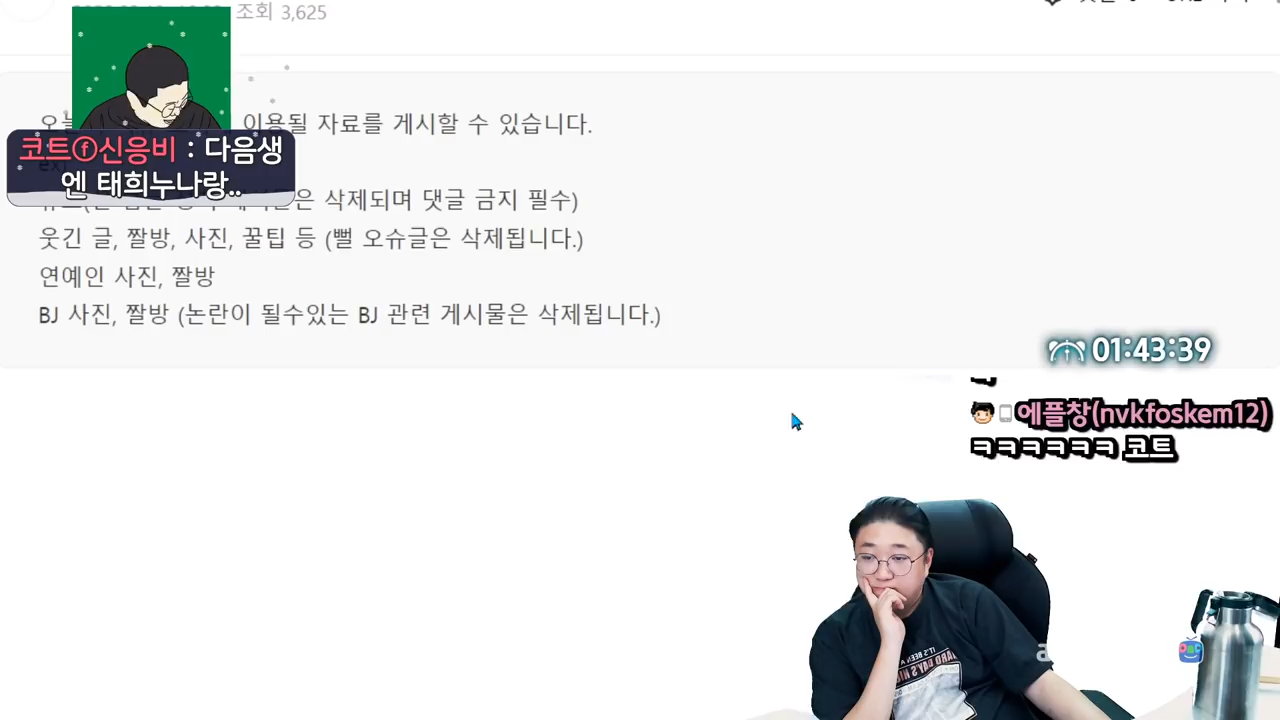 조회 3,625
이용될 자료를 게시할 수 있습니다.
코트ⓕ신응비 : 다음생
엔 태희누나랑..
은 삭제되며 댓글 금지 필수)
웃긴 글, 짤방, 사진, 꿀팁 등 (뻘 오슈글은 삭제됩니다.)
연예인 사진, 짤방
BJ 사진, 짤방 (논란이 될수있는 BJ 관련 게시물은 삭제됩니다.)
01:43:39
에플창(nvkfoskem12)
ㅋㅋㅋㅋㅋㅋ 코트